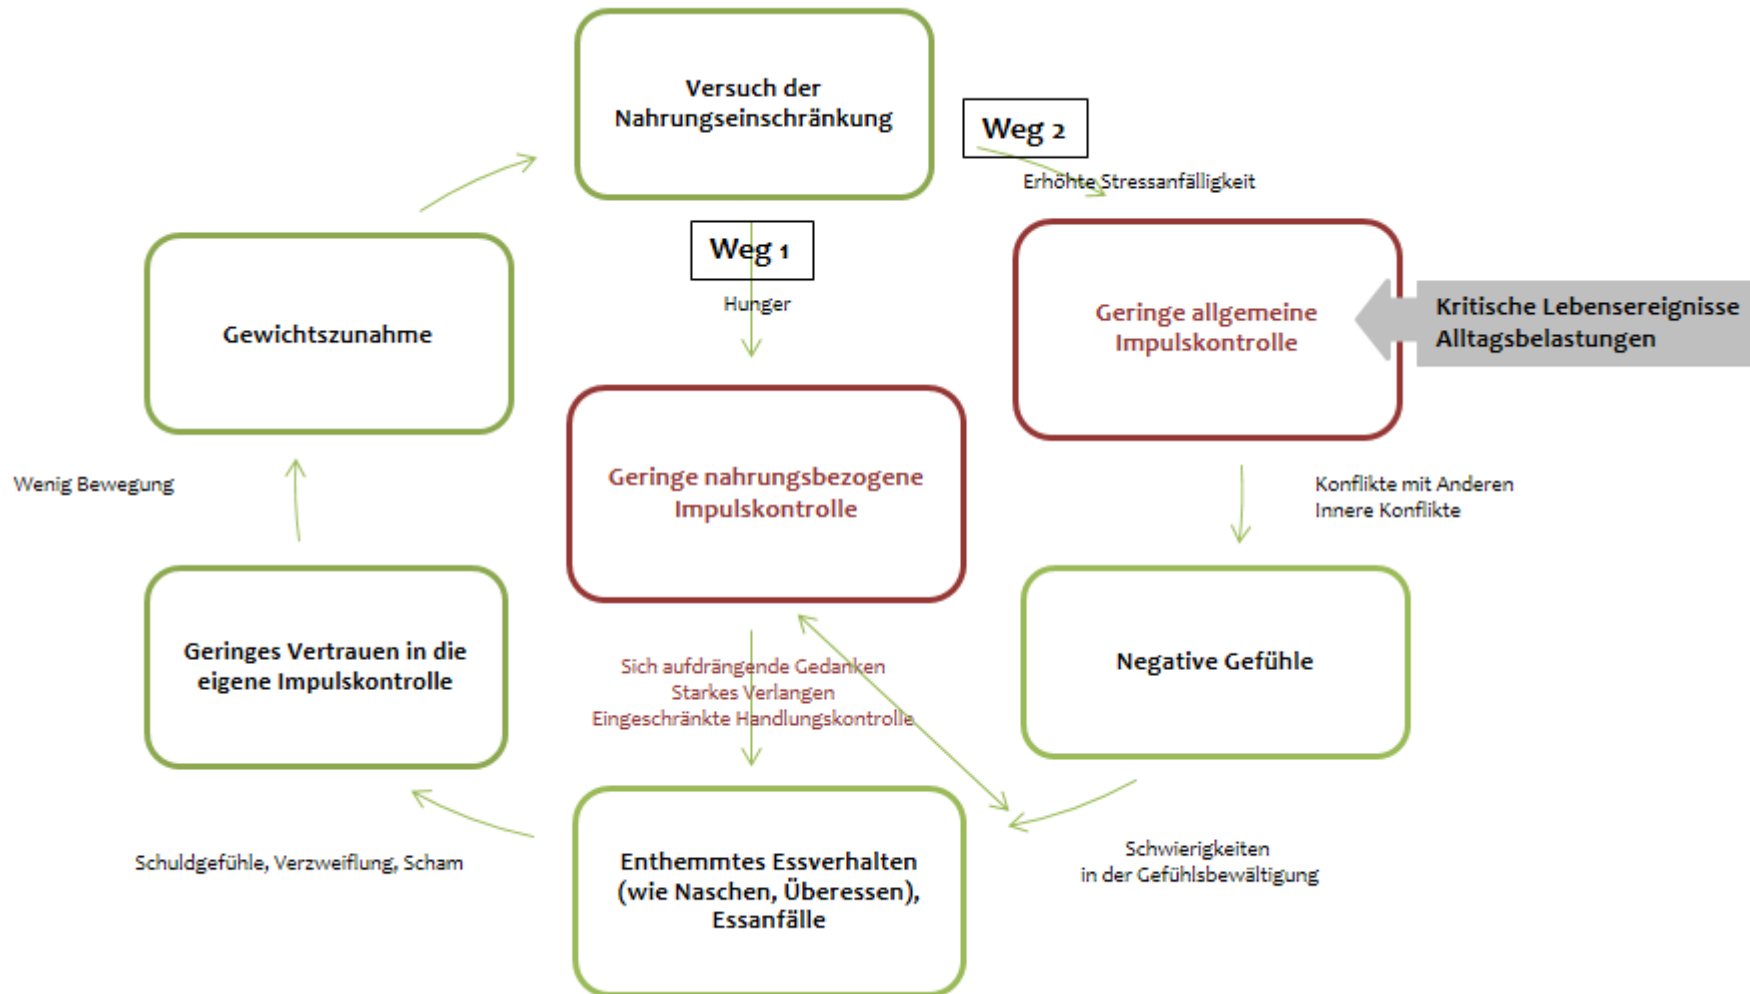 Versuch der
Nahrungseinschränkung
Weg 2
Erhöhte Stressanfälligkeit
Weg 1
Hunger
Geringe allgemeine
Impulskontrolle
Kritische Lebensereignisse
Alltagsbelastungen
Gewichtszunahme
Geringe nahrungsbezogene
Impulskontrolle
Wenig Bewegung
Konflikte mit Anderen
Innere Konflikte
Geringes Vertrauen in die
eigene Impulskontrolle
Sich aufdrängende Gedanken
Starkes Verlangen
Eingeschränkte Handlungskontrolle
Negative Gefühle
Schuldgefühle, Verzweiflung, Scham
Enthemmtes Essverhalten
(wie Naschen, Überessen),
Essanfälle
Schwierigkeiten
in der Gefühlsbewältigung